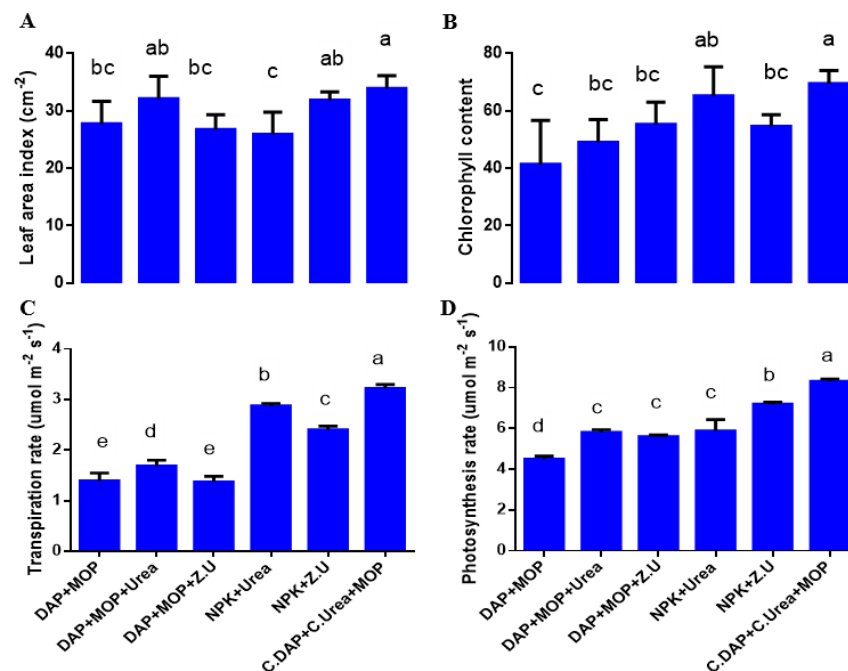 A
Leaf area index (cm-2)
40
30
20
10
0
bc
ab
bc
c
ab
a
B
Chlorophyll content
80
60
40
20
0
c
bc
bc
ab
bc
a
C
Transpiration rate (umol m-2 s-1)
4
3
2
1
0
e
d
e
b
c
a
DAP+MOP
DAP+MOP+Urea
DAP+MOP+Z.U
NPK+Urea
NPK+Z.U
C.DAP+C.Urea+MOP
D
Photosynthesis rate (umol m-2 s-1)
10
8
6
4
2
0
d
c
c
c
b
a
DAP+MOP
DAP+MOP+Urea
DAP+MOP+Z.U
NPK+Urea
NPK+Z.U
C.DAP+C.Urea+MOP